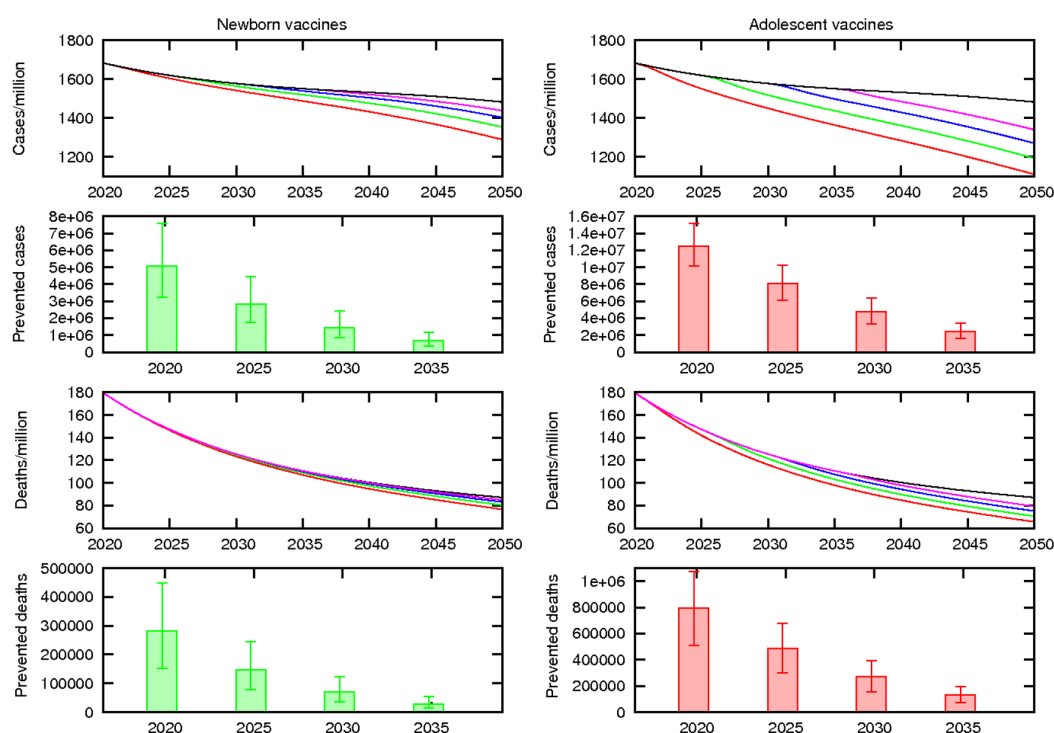 Newborn vaccines
Cases/million
1800
1600
1400
1200
2020 2025 2030 2035 2040 2045 2050
Prevented cases
8e+06
7e+06
6e+06
5e+06
4e+06
3e+06
2e+06
1e+06
0
2020 2025 2030 2035
Deaths/million
180
160
140
120
100
80
60
2020 2025 2030 2035 2040 2045 2050
Prevented deaths
500000
400000
300000
200000
100000
0
2020 2025 2030 2035
Adolescent vaccines
Cases/million
1800
1600
1400
1200
2020 2025 2030 2035 2040 2045 2050
Prevented cases
1.6e+07
1.4e+07
1.2e+07
1e+07
8e+06
6e+06
4e+06
2e+06
0
2020 2025 2030 2035
Deaths/million
180
160
140
120
100
80
60
2020 2025 2030 2035 2040 2045 2050
Prevented deaths
1e+06
800000
600000
400000
200000
0
2020 2025 2030 2035